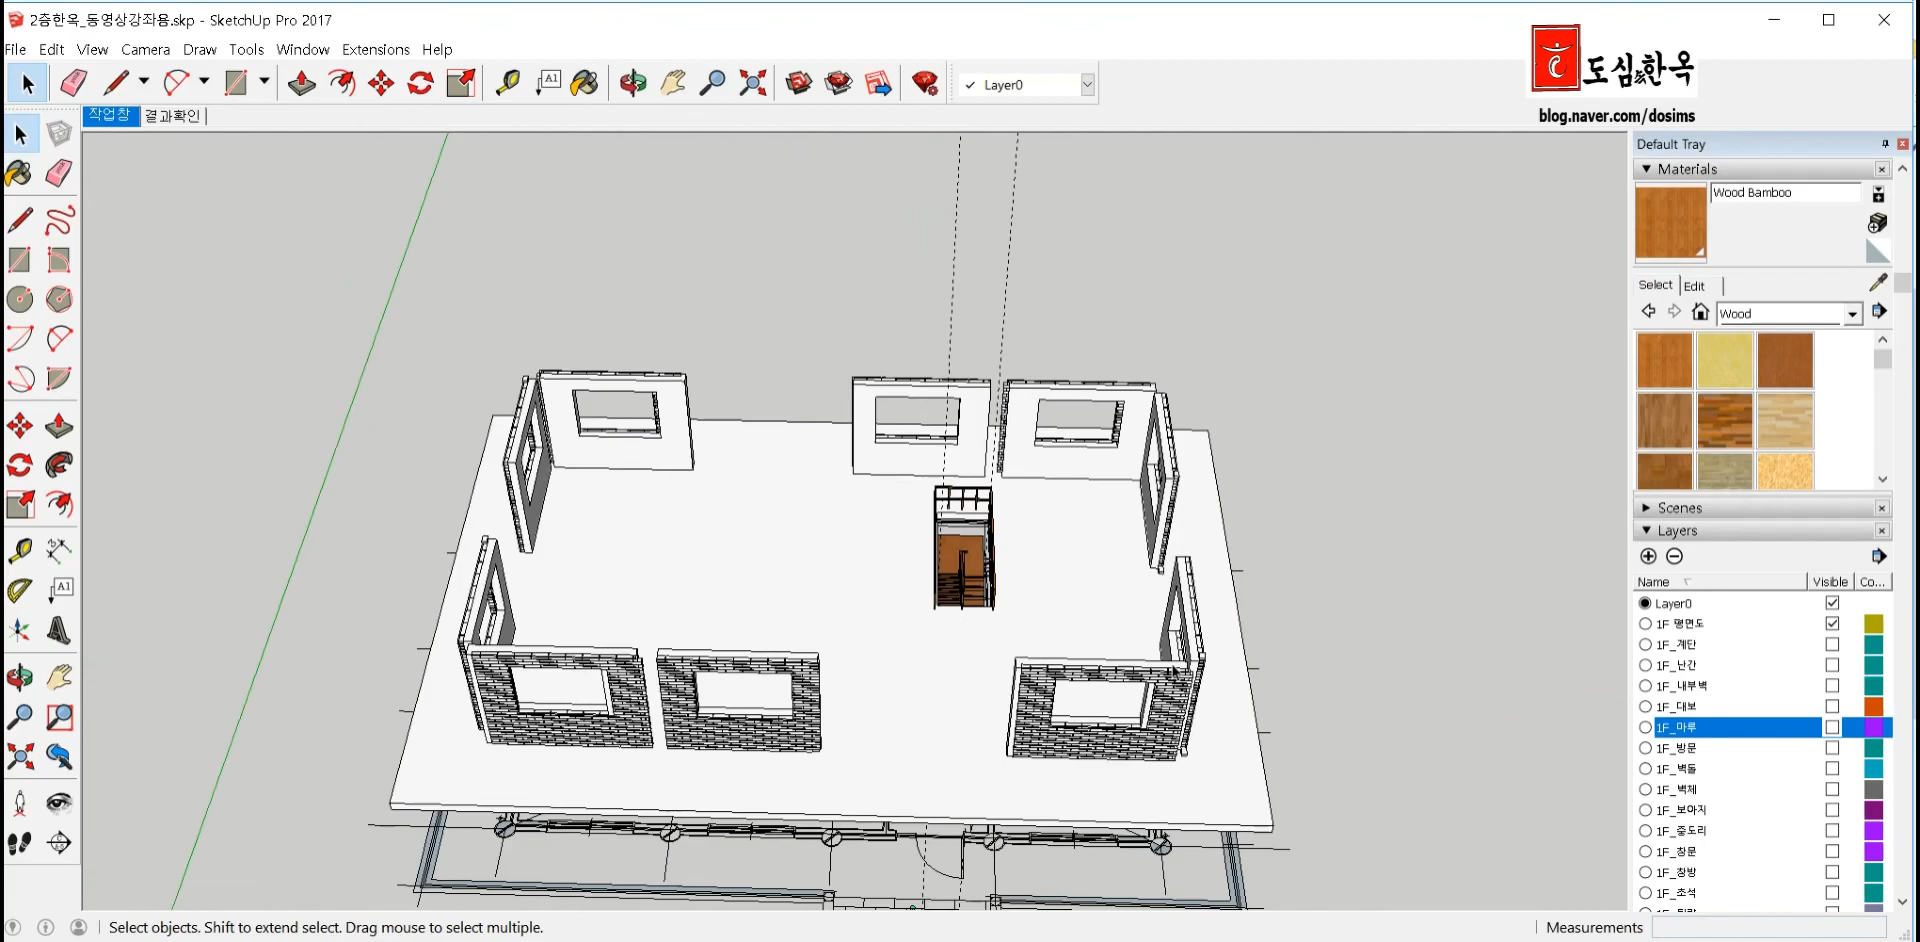 2층한옥_동영상강좌용.skp - SketchUp Pro 2017
File Edit View Camera Draw Tools Window Extensions Help
도심한옥
blog.naver.com/dosims
A1
Layer0
작업창 결과확인
Default Tray
Materials
Wood Bamboo
Select Edit
Wood
Scenes
Layers
Name Visible Co...
Layer0
1F 평면도
1F_계단
1F_난간
1F_내부벽
1F_대보
1F_마루
1F_방문
1F_벽돌
1F_벽체
1F_보아지
1F_중도리
1F_창문
1F_창방
1F_초석
A1
Select objects. Shift to extend select. Drag mouse to select multiple.
Measurements